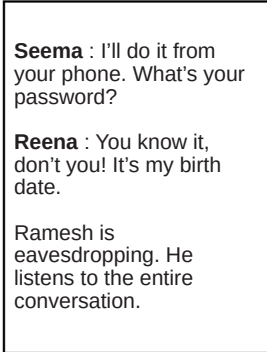 Seema : I'll do it from
your phone. What's your
password?
Reena : You know it,
don't you! It's my birth
date.
Ramesh is
eavesdropping. He
listens to the entire
conversation.